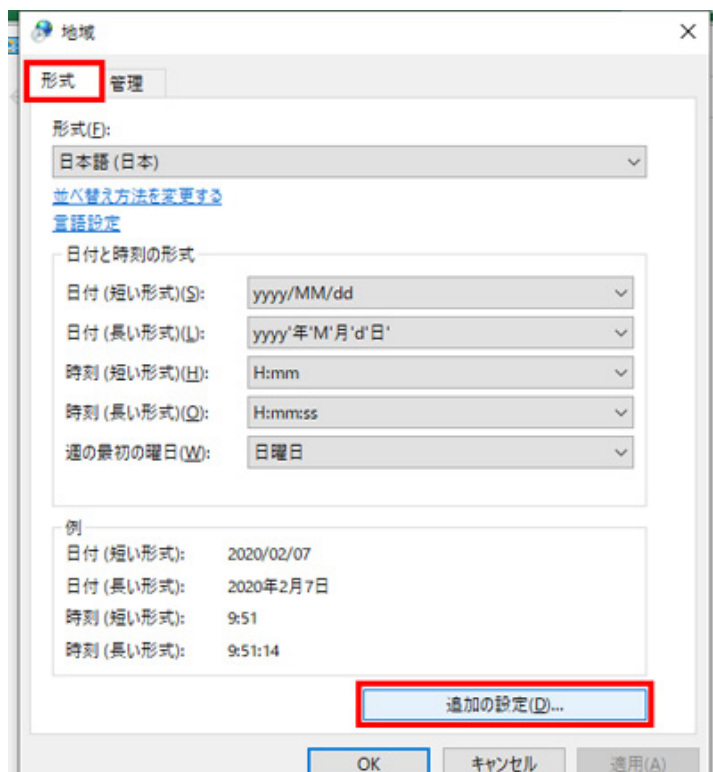 地域
形式 管理
形式(F):
日本語 (日本)
並べ替え方法を変更する
言語設定
日付と時刻の形式
日付 (短い形式)(S): yyyy/MM/dd
日付 (長い形式)(L): yyyy'年'M'月'd'日'
時刻 (短い形式)(H): H:mm
時刻 (長い形式)(O): H:mm:ss
週の最初の曜日(W): 日曜日
例
日付 (短い形式): 2020/02/07
日付 (長い形式): 2020年2月7日
時刻 (短い形式): 9:51
時刻 (長い形式): 9:51:14
追加の設定(D)...
OK キャンセル 適用(A)